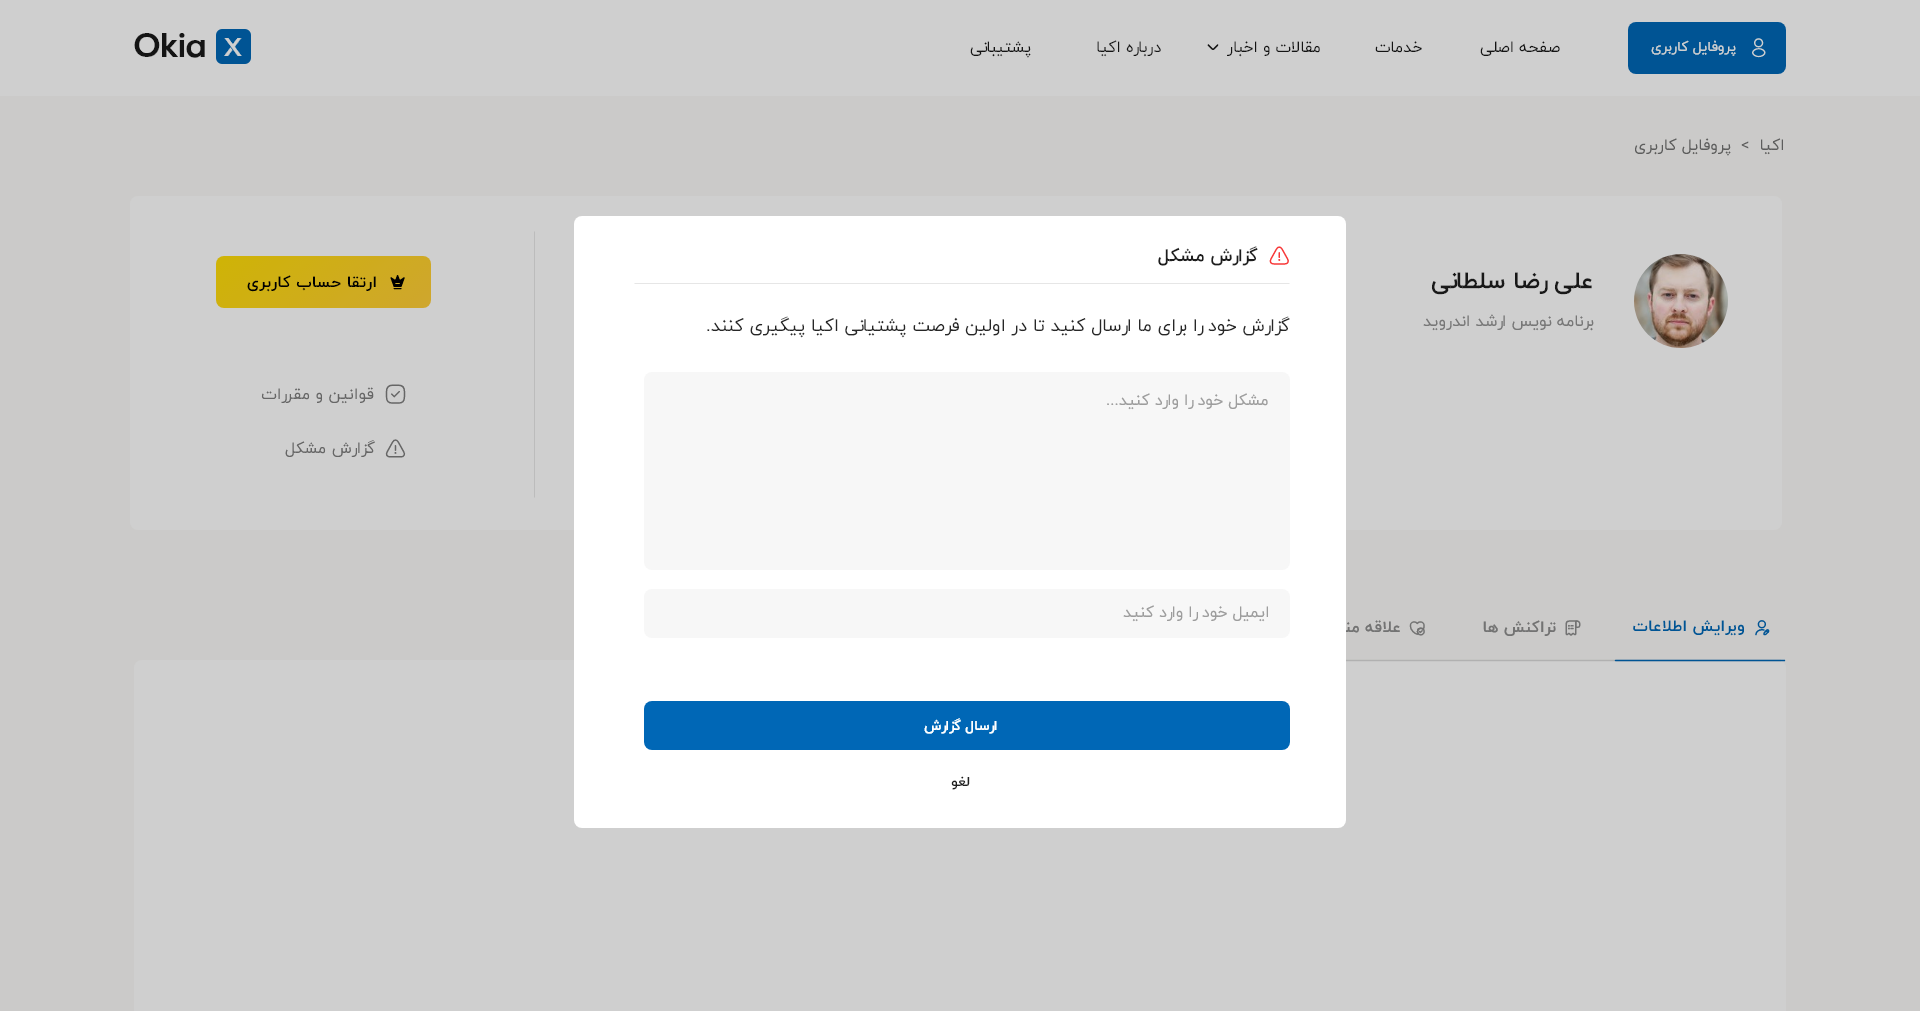 پروفایل کاربری
صفحه اصلی
خدمات
مقالات و اخبار
درباره اکیا
پشتیبانی
Okia X
اکیا > پروفایل کاربری
علی رضا سلطانی
برنامه نویس ارشد اندروید
ارتقا حساب کاربری
قوانین و مقررات
گزارش مشکل
گزارش مشکل
گزارش خود را برای ما ارسال کنید تا در اولین فرصت پشتیانی اکیا پیگیری کنند.
مشکل خود را وارد کنید...
ایمیل خود را وارد کنید
ارسال گزارش
لغو
ویرایش اطلاعات
تراکنش ها
علاقه